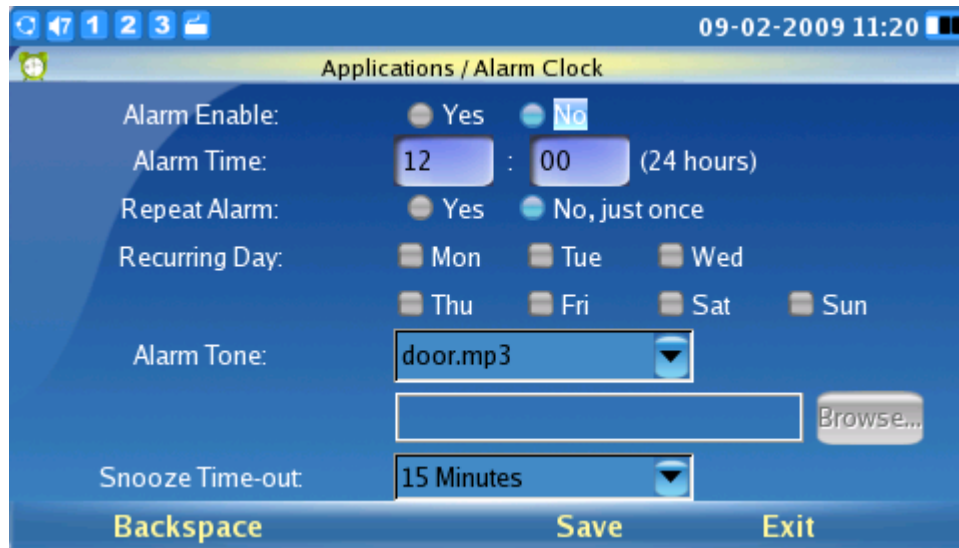 7 1 2 3 09-02-2009 11:20
Applications / Alarm Clock
Alarm Enable: Yes No
Alarm Time: 12 : 00 (24 hours)
Repeat Alarm: Yes No, just once
Recurring Day: Mon Tue Wed
Thu Fri Sat Sun
Alarm Tone: door.mp3
Browse...
Snooze Time-out: 15 Minutes
Backspace Save Exit